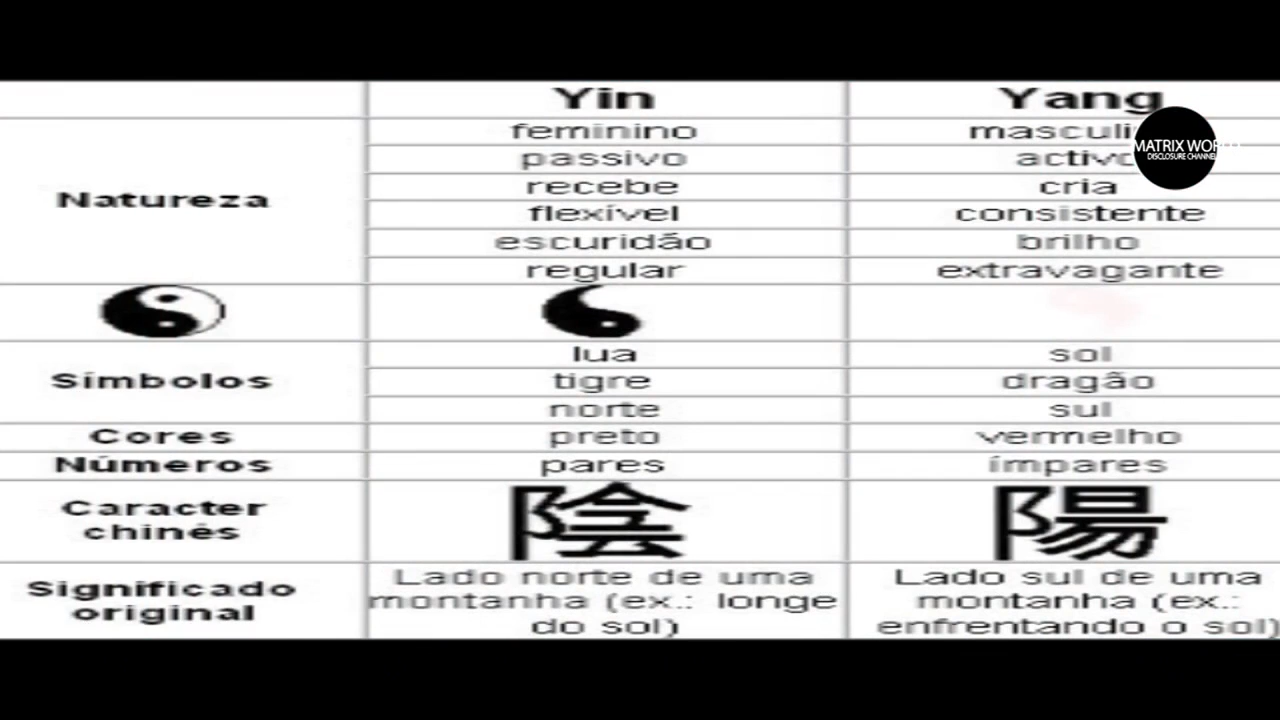 Yin Yang
feminino
passivo activo
recebe cria
Natureza
flexível consistente
escuridão brilho
regular extravagante
lua sol
Símbolos tigre dragão
norte sul
Cores preto vermelho
Números pares ímpares
Caracter
chinês
陰 陽
Significado
original
Lado norte de uma
montanha (ex.: longe
do sol)
Lado sul de uma
montanha (ex.:
enfrentando o sol)
MATRIX WORLD
DISCLOSURE CHANNEL